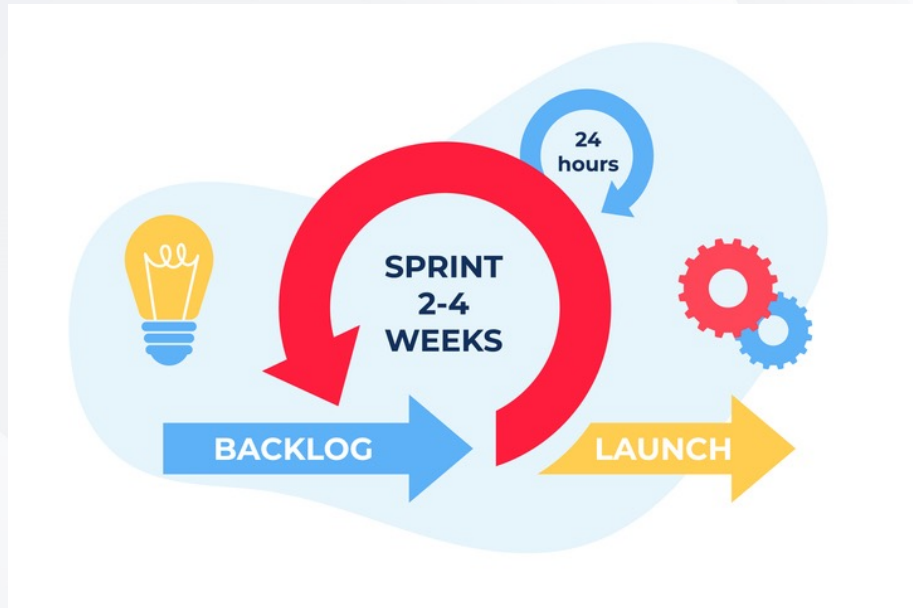 24
hours
SPRINT
2-4
WEEKS
BACKLOG
LAUNCH